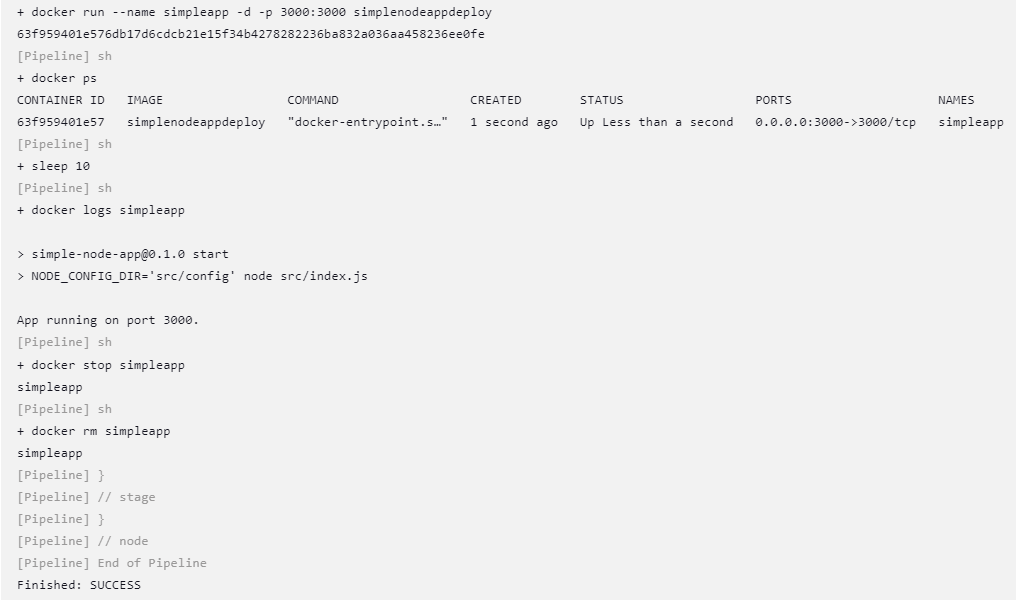 + docker run --name simpleapp -d -p 3000:3000 simplenodeappdeploy
63f959401e576db17d6cdcb21e15f34b4278282236ba832a036aa458236ee0fe
[Pipeline] sh
+ docker ps
CONTAINER ID   IMAGE                 COMMAND                  CREATED        STATUS                  PORTS                    NAMES
63f959401e57   simplenodeappdeploy   "docker-entrypoint.s…"   1 second ago   Up Less than a second   0.0.0.0:3000->3000/tcp   simpleapp
[Pipeline] sh
+ sleep 10
[Pipeline] sh
+ docker logs simpleapp

> simple-node-app@0.1.0 start
> NODE_CONFIG_DIR='src/config' node src/index.js

App running on port 3000.
[Pipeline] sh
+ docker stop simpleapp
simpleapp
[Pipeline] sh
+ docker rm simpleapp
simpleapp
[Pipeline] }
[Pipeline] // stage
[Pipeline] }
[Pipeline] // node
[Pipeline] End of Pipeline
Finished: SUCCESS